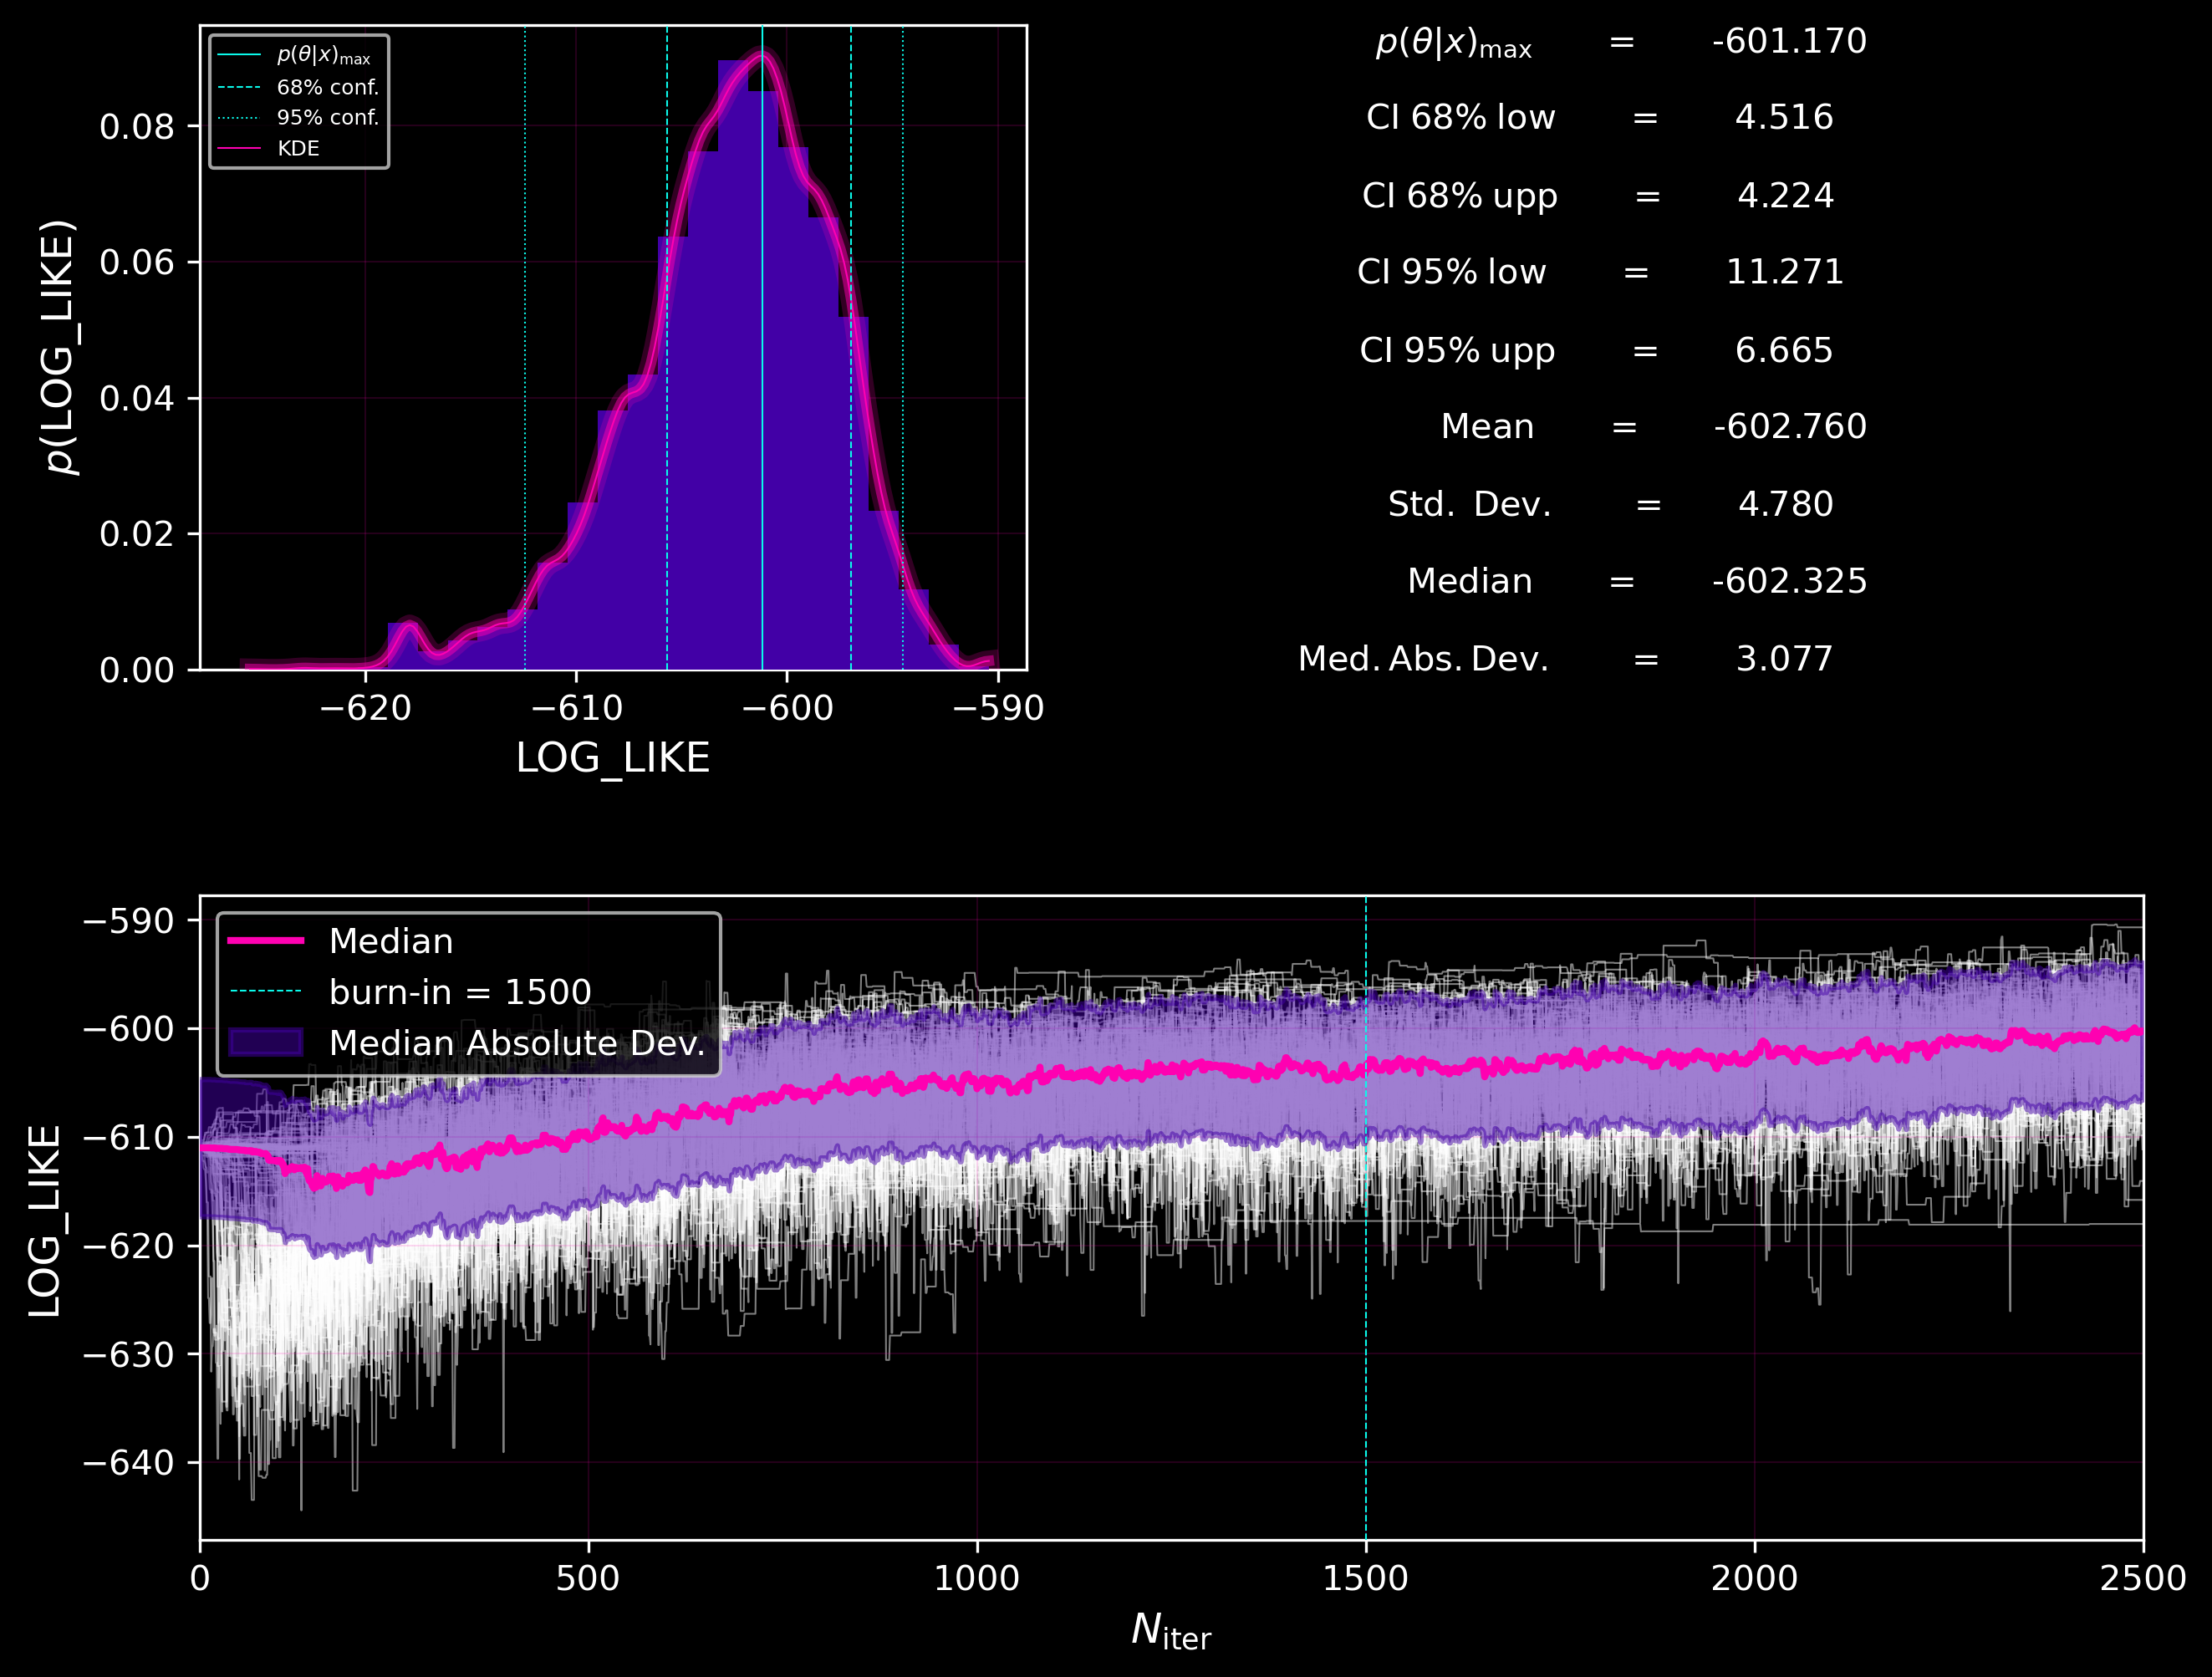 p(θ|x)max
68% conf.
95% conf.
KDE
0.08
0.06
0.04
0.02
0.00
p(LOG_LIKE)
−620 −610 −600 −590
LOG_LIKE
p(θ|x)max = -601.170
CI 68% low = 4.516
CI 68% upp = 4.224
CI 95% low = 11.271
CI 95% upp = 6.665
Mean = -602.760
Std. Dev. = 4.780
Median = -602.325
Med. Abs. Dev. = 3.077
Median
burn-in = 1500
Median Absolute Dev.
−590
−600
−610
−620
−630
−640
LOG_LIKE
0 500 1000 1500 2000 2500
Niter